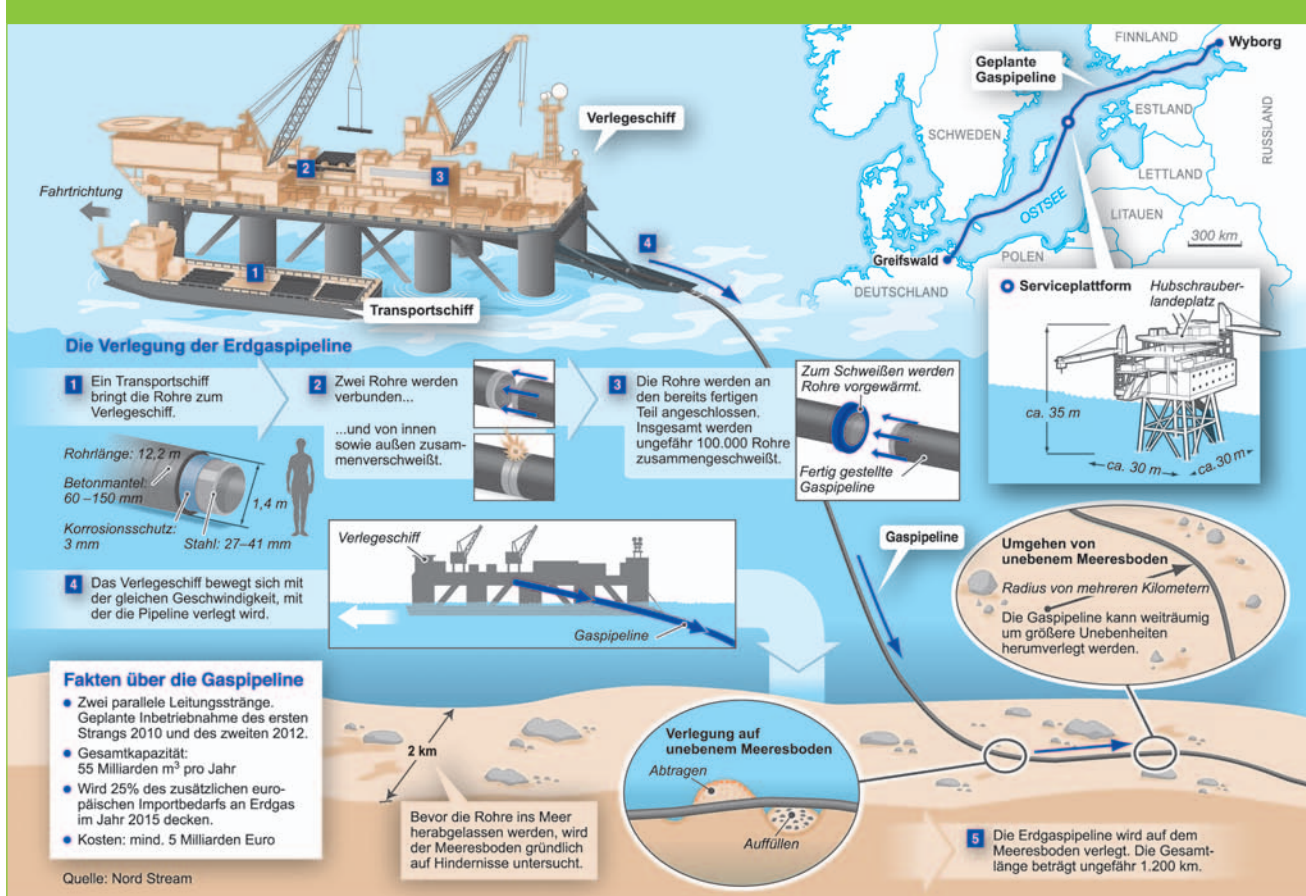 FINNLAND
Wyborg
Geplante
Gaspipeline
ESTLAND
RUSSLAND
SCHWEDEN
LETTLAND
OSTSEE
LITAUEN
300 km
Greifswald
POLEN
DEUTSCHLAND
Verlegeschiff
2
3
Fahrtrichtung
4
1
Transportschiff
Serviceplattform
Hubschrauber-
landeplatz
ca. 35 m
ca. 30 m
ca. 30 m
Die Verlegung der Erdgaspipeline
1
Ein Transportschiff
bringt die Rohre zum
Verlegeschiff.
Rohrlänge: 12,2 m
Betonmantel:
60 –150 mm
1,4 m
Korrosionsschutz:
3 mm
Stahl: 27–41 mm
2
Zwei Rohre werden
verbunden...
...und von innen
sowie außen zusam-
menverschweißt.
3
Die Rohre werden an
den bereits fertigen
Teil angeschlossen.
Insgesamt werden
ungefähr 100.000 Rohre
zusammengeschweißt.
Zum Schweißen werden
Rohre vorgewärmt.
Fertig gestellte
Gaspipeline
4
Das Verlegeschiff bewegt sich mit
der gleichen Geschwindigkeit, mit
der die Pipeline verlegt wird.
Verlegeschiff
Gaspipeline
Gaspipeline
Umgehen von
unebenem Meeresboden
Radius von mehreren Kilometern
Die Gaspipeline kann weiträumig
um größere Unebenheiten
herumverlegt werden.
Fakten über die Gaspipeline
Zwei parallele Leitungsstränge.
Geplante Inbetriebnahme des ersten
Strangs 2010 und des zweiten 2012.
Gesamtkapazität:
55 Milliarden m³ pro Jahr
Wird 25% des zusätzlichen euro-
päischen Importbedarfs an Erdgas
im Jahr 2015 decken.
Kosten: mind. 5 Milliarden Euro
Quelle: Nord Stream
2 km
Bevor die Rohre ins Meer
herabgelassen werden, wird
der Meeresboden gründlich
auf Hindernisse untersucht.
Verlegung auf
unebenem Meeresboden
Abtragen
Auffüllen
5
Die Erdgaspipeline wird auf dem
Meeresboden verlegt. Die Gesamt-
länge beträgt ungefähr 1.200 km.